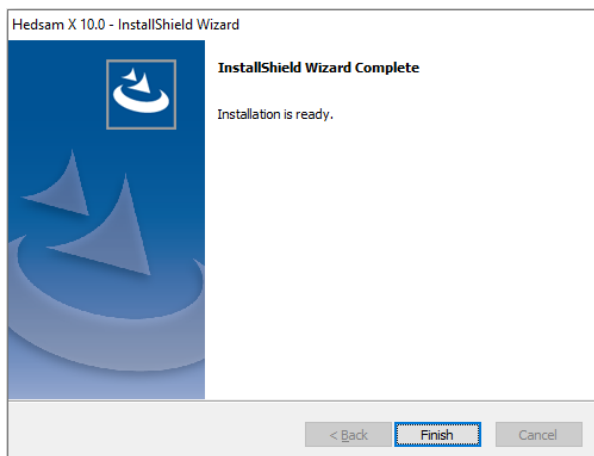 Hedsam X 10.0 - InstallShield Wizard
InstallShield Wizard Complete
Installation is ready.
< Back
Finish
Cancel